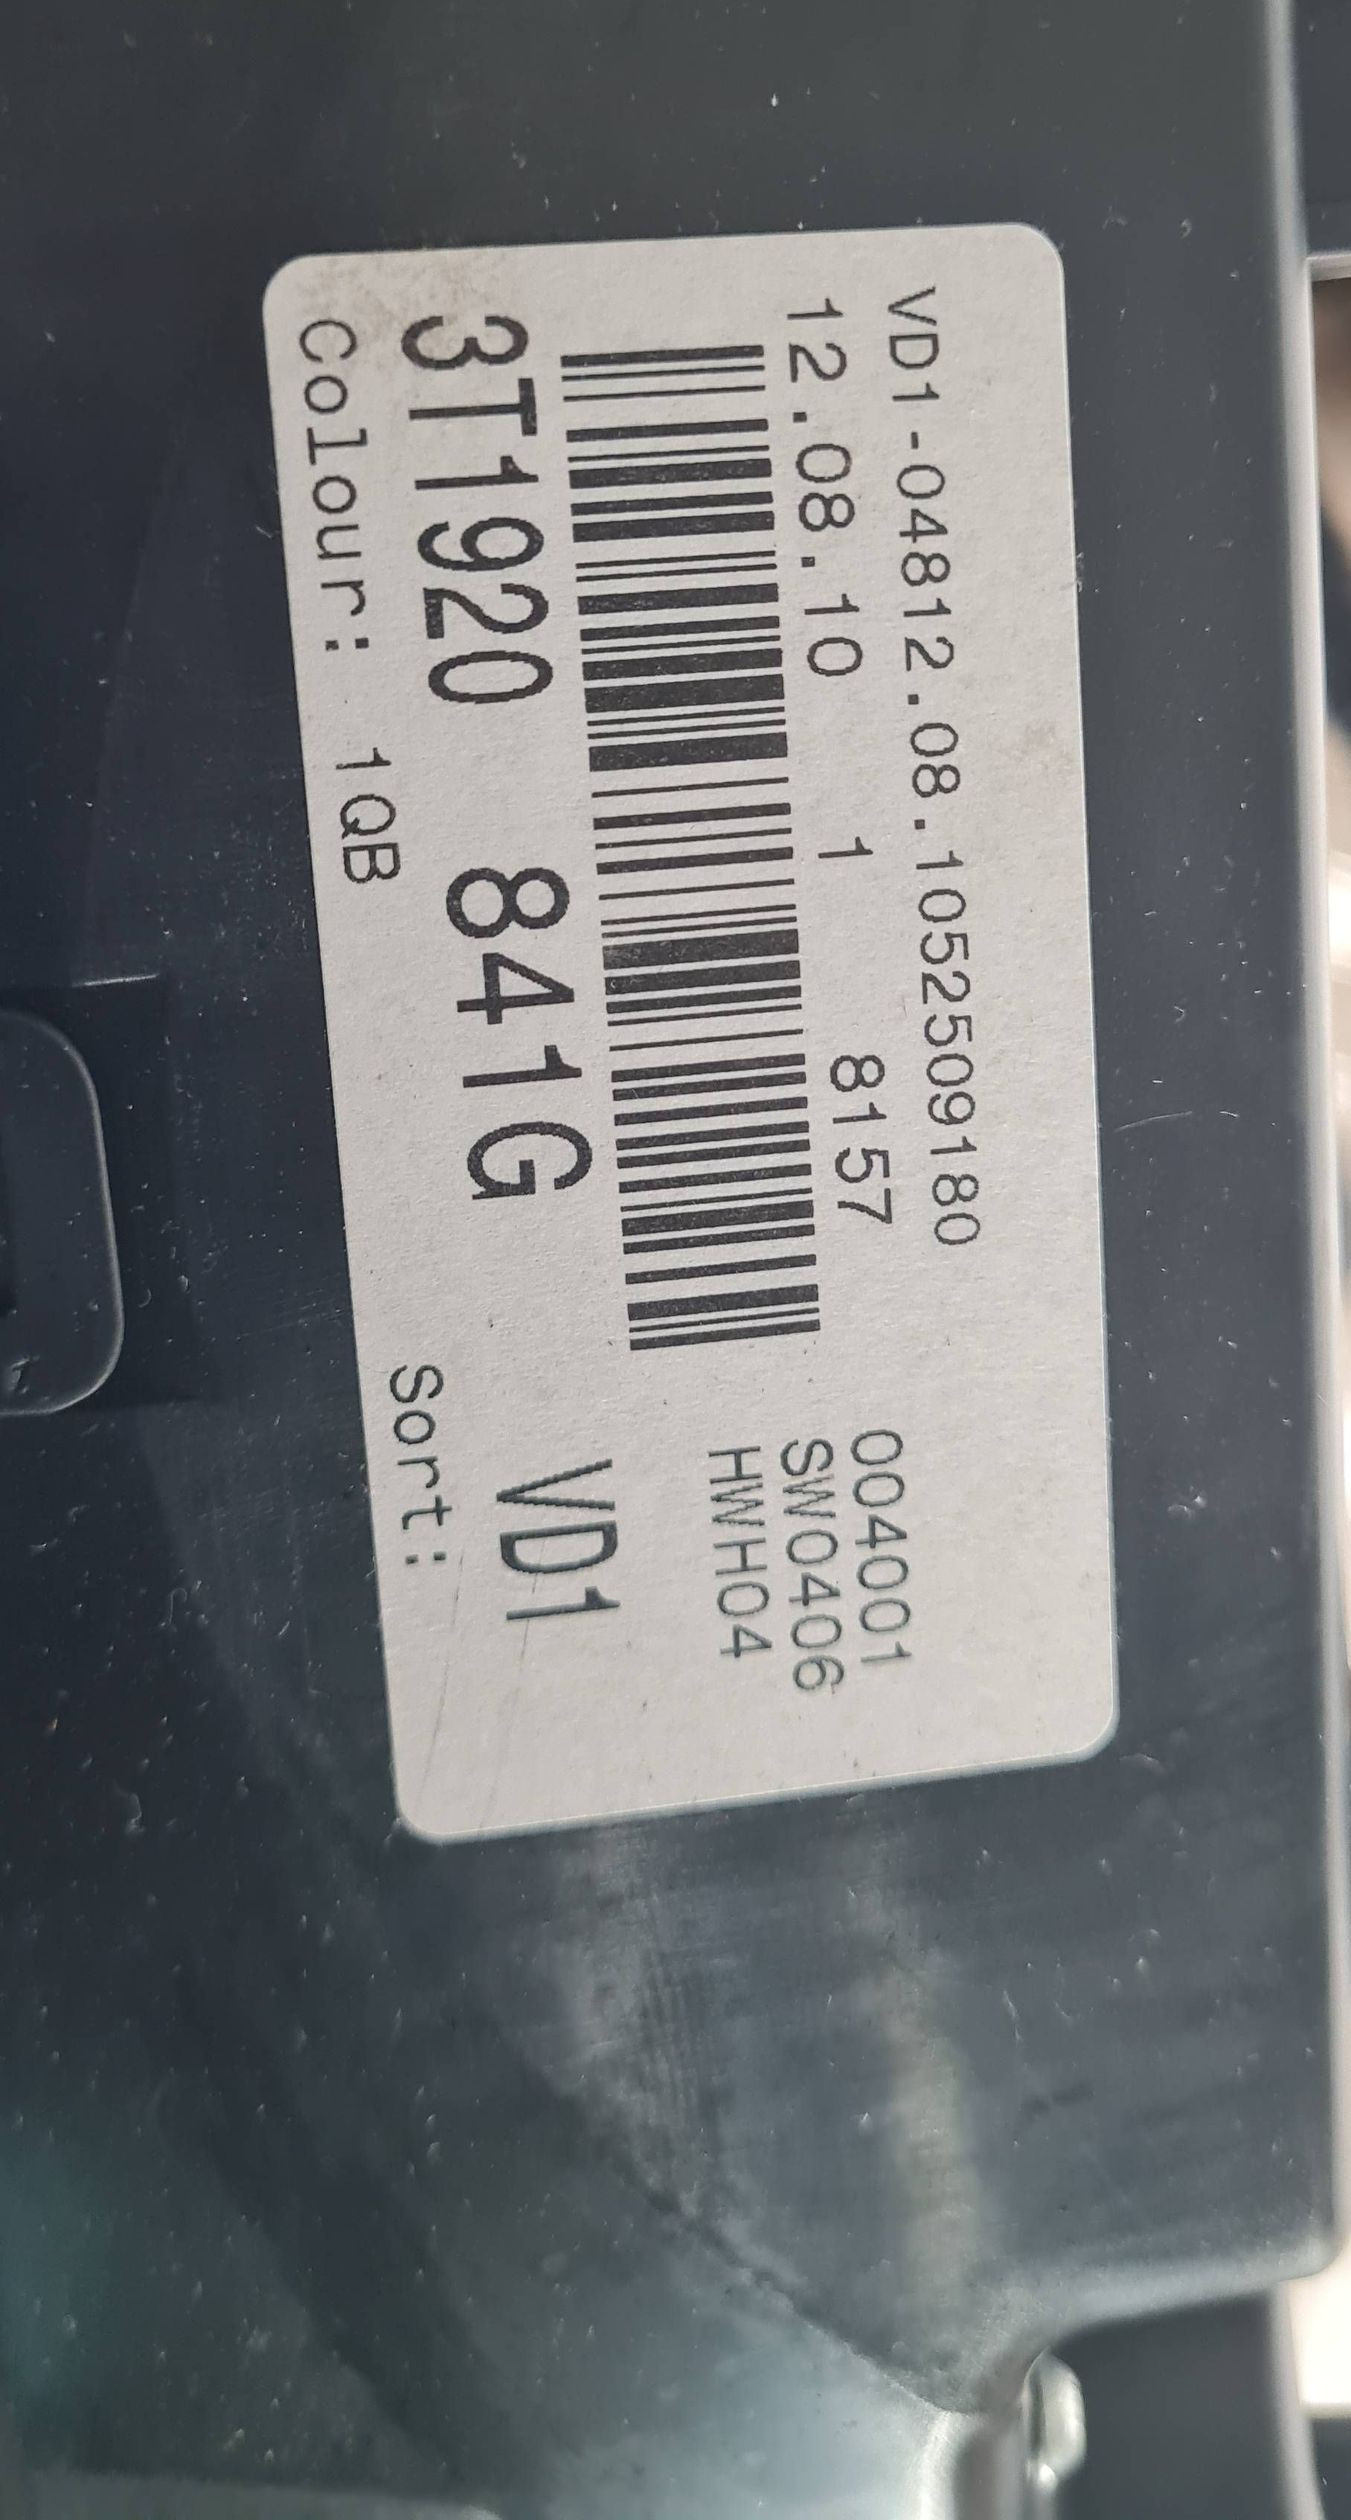 VD1-04812.08.1052509180
12.08.10 1 8157
004001
SW0406
HWH04
3T1920 841G VD1
Colour: 1QB Sort: